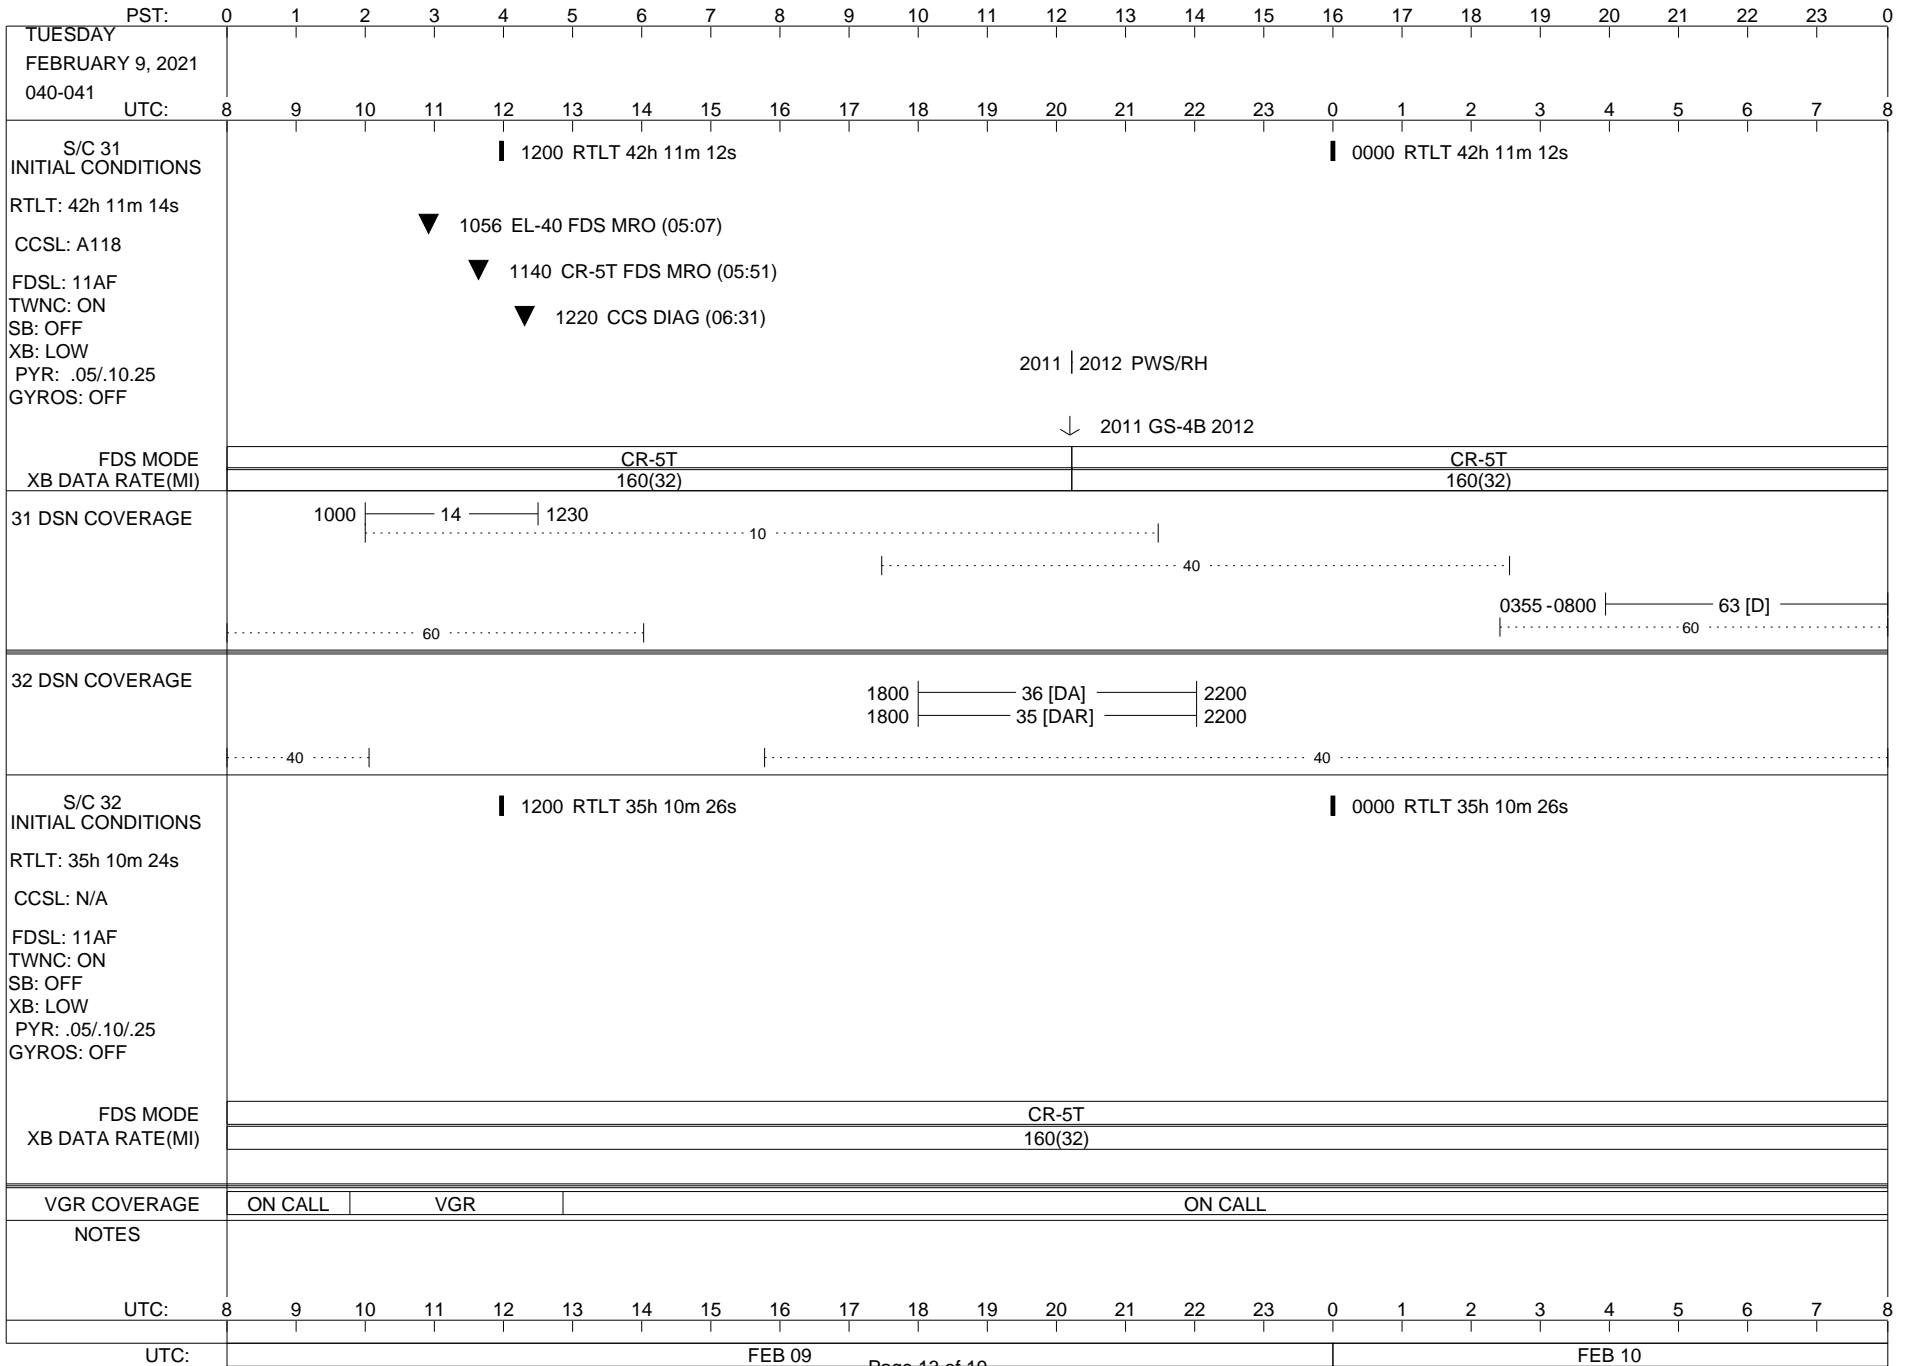 PST: 0 1 2 3 4 5 6 7 8 9 10 11 12 13 14 15 16 17 18 19 20 21 22 23 0
TUESDAY
FEBRUARY 9, 2021
040-041
UTC: 8 9 10 11 12 13 14 15 16 17 18 19 20 21 22 23 0 1 2 3 4 5 6 7 8
S/C 31
INITIAL CONDITIONS
1200 RTLT 42h 11m 12s
0000 RTLT 42h 11m 12s
RTLT: 42h 11m 14s
1056 EL-40 FDS MRO (05:07)
CCSL: A118
1140 CR-5T FDS MRO (05:51)
FDSL: 11AF
TWNC: ON
1220 CCS DIAG (06:31)
SB: OFF
XB: LOW
2011 2012 PWS/RH
PYR: .05/.10.25
GYROS: OFF
2011 GS-4B 2012
FDS MODE CR-5T CR-5T
XB DATA RATE(MI) 160(32) 160(32)
31 DSN COVERAGE
1000 14 1230
10
40
0355-0800 63 [D]
60 60
32 DSN COVERAGE
1800 36 [DA] 2200
1800 35 [DAR] 2200
40 40
S/C 32
INITIAL CONDITIONS
1200 RTLT 35h 10m 26s
0000 RTLT 35h 10m 26s
RTLT: 35h 10m 24s
CCSL: N/A
FDSL: 11AF
TWNC: ON
SB: OFF
XB: LOW
PYR: .05/.10/.25
GYROS: OFF
FDS MODE CR-5T
XB DATA RATE(MI) 160(32)
VGR COVERAGE ON CALL VGR ON CALL
NOTES
UTC: 8 9 10 11 12 13 14 15 16 17 18 19 20 21 22 23 0 1 2 3 4 5 6 7 8
UTC: FEB 09 FEB 10